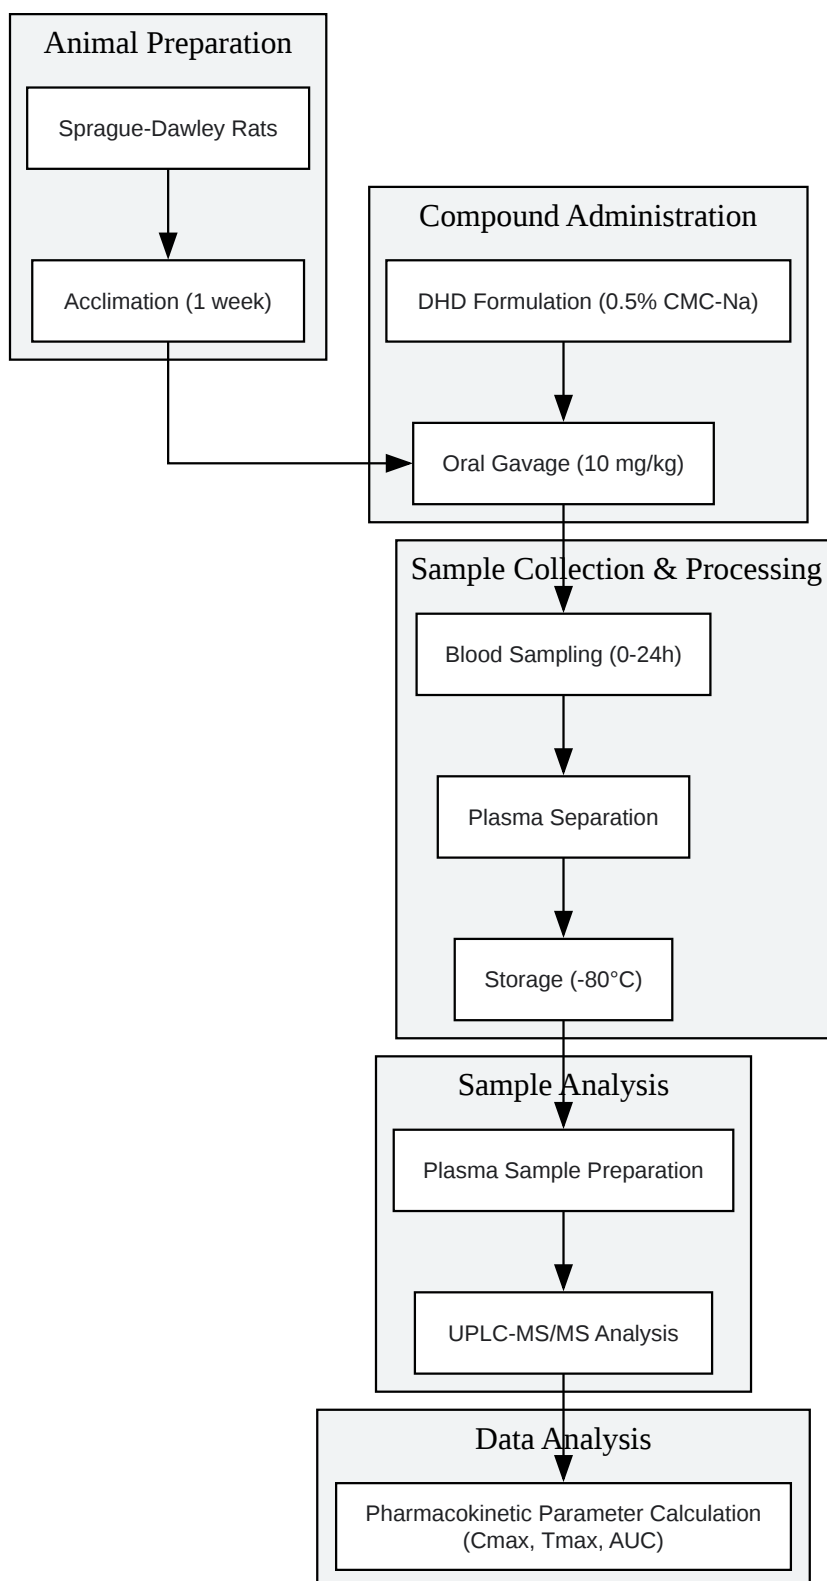 Animal Preparation
Sprague-Dawley Rats
Acclimation (1 week)
Compound Administration
DHD Formulation (0.5% CMC-Na)
Oral Gavage (10 mg/kg)
Sample Collection & Processing
Blood Sampling (0-24h)
Plasma Separation
Storage (-80°C)
Sample Analysis
Plasma Sample Preparation
UPLC-MS/MS Analysis
Data Analysis
Pharmacokinetic Parameter Calculation
(Cmax, Tmax, AUC)